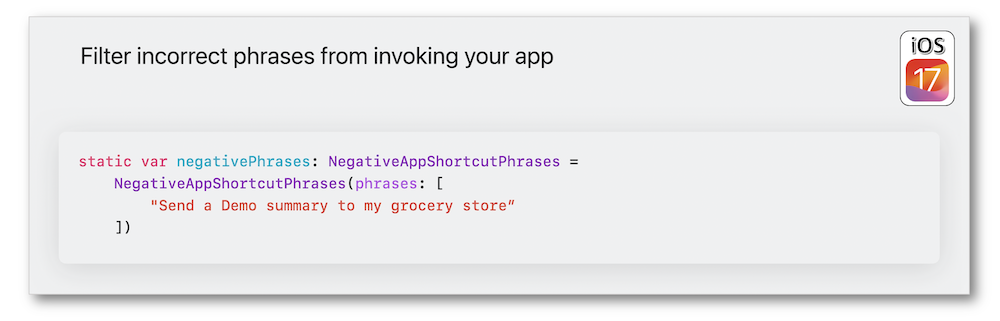 Filter incorrect phrases from invoking your app
iOS
17
static var negativePhrases: NegativeAppShortcutPhrases =
NegativeAppShortcutPhrases(phrases: [
"Send a Demo summary to my grocery store”
])